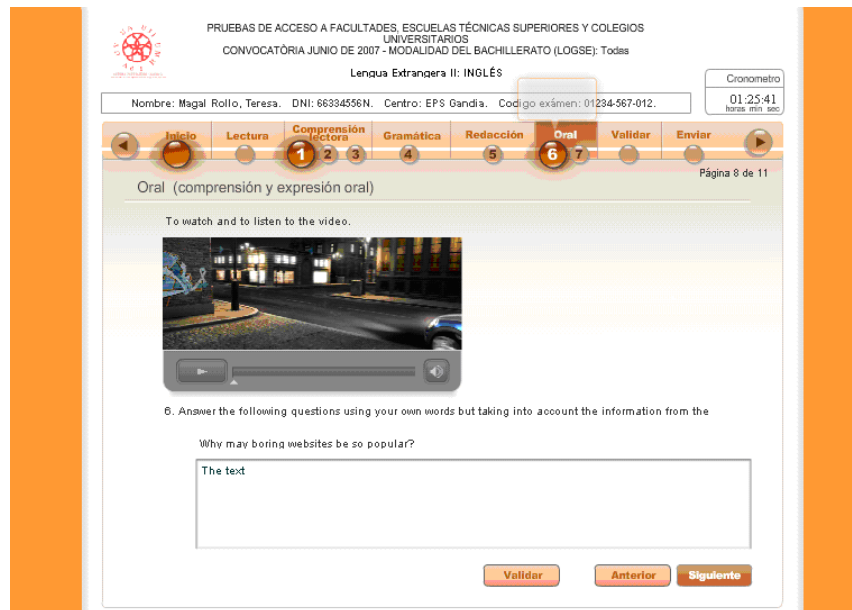 PRUEBAS DE ACCESO A FACULTADES, ESCUELAS TÉCNICAS SUPERIORES Y COLEGIOS
UNIVERSITARIOS
CONVOCATÒRIA JUNIO DE 2007 - MODALIDAD DEL BACHILLERATO (LOGSE): Todas
Lengua Extrangera II: INGLÉS
Cronometro
01:25:41
horas min sec
Nombre: Magal Rollo, Teresa. DNI: 66334556N. Centro: EPS Gandia. Codigo exámen: 01234-567-012.
Inicio
Lectura
Comprensión
lectora
Gramática
Redacción
Oral
Validar
Enviar
1 2 3 4 5 6 7
Página 8 de 11
Oral (comprensión y expresión oral)
To watch and to listen to the video.
6. Answer the following questions using your own words but taking into account the information from the
Why may boring websites be so popular?
The text
Validar
Anterior
Siguiente